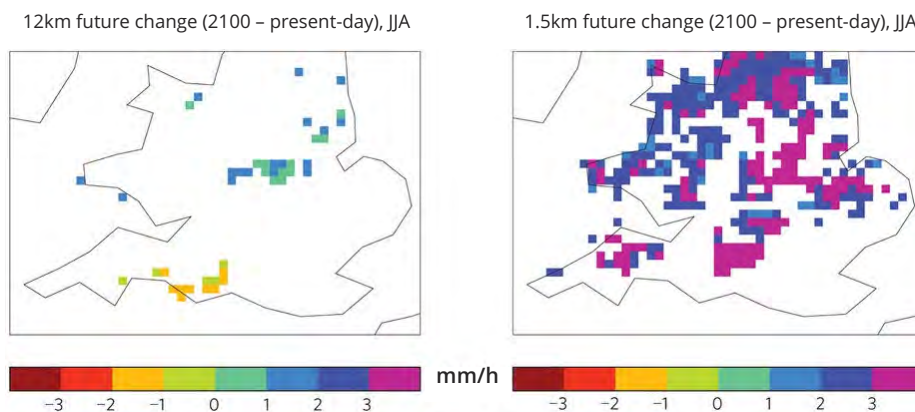 12km future change (2100 – present-day), JJA
1.5km future change (2100 – present-day), JJA
mm/h
−3 −2 −1 0 1 2 3
−3 −2 −1 0 1 2 3